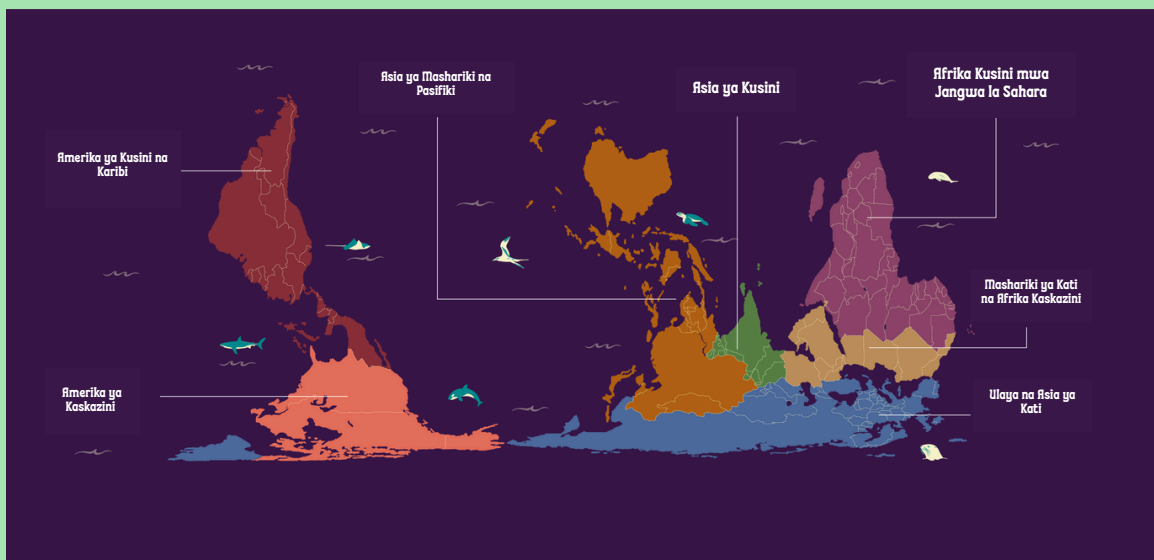 Asia ya Mashariki na
Pasifiki
Asia ya Kusini
Afrika Kusini mwa
Jangwa la Sahara
Amerika ya Kusini na
Karibi
Mashariki ya Kati
na Afrika Kaskazini
Amerika ya
Kaskazini
Ulaya na Asia ya
Kati